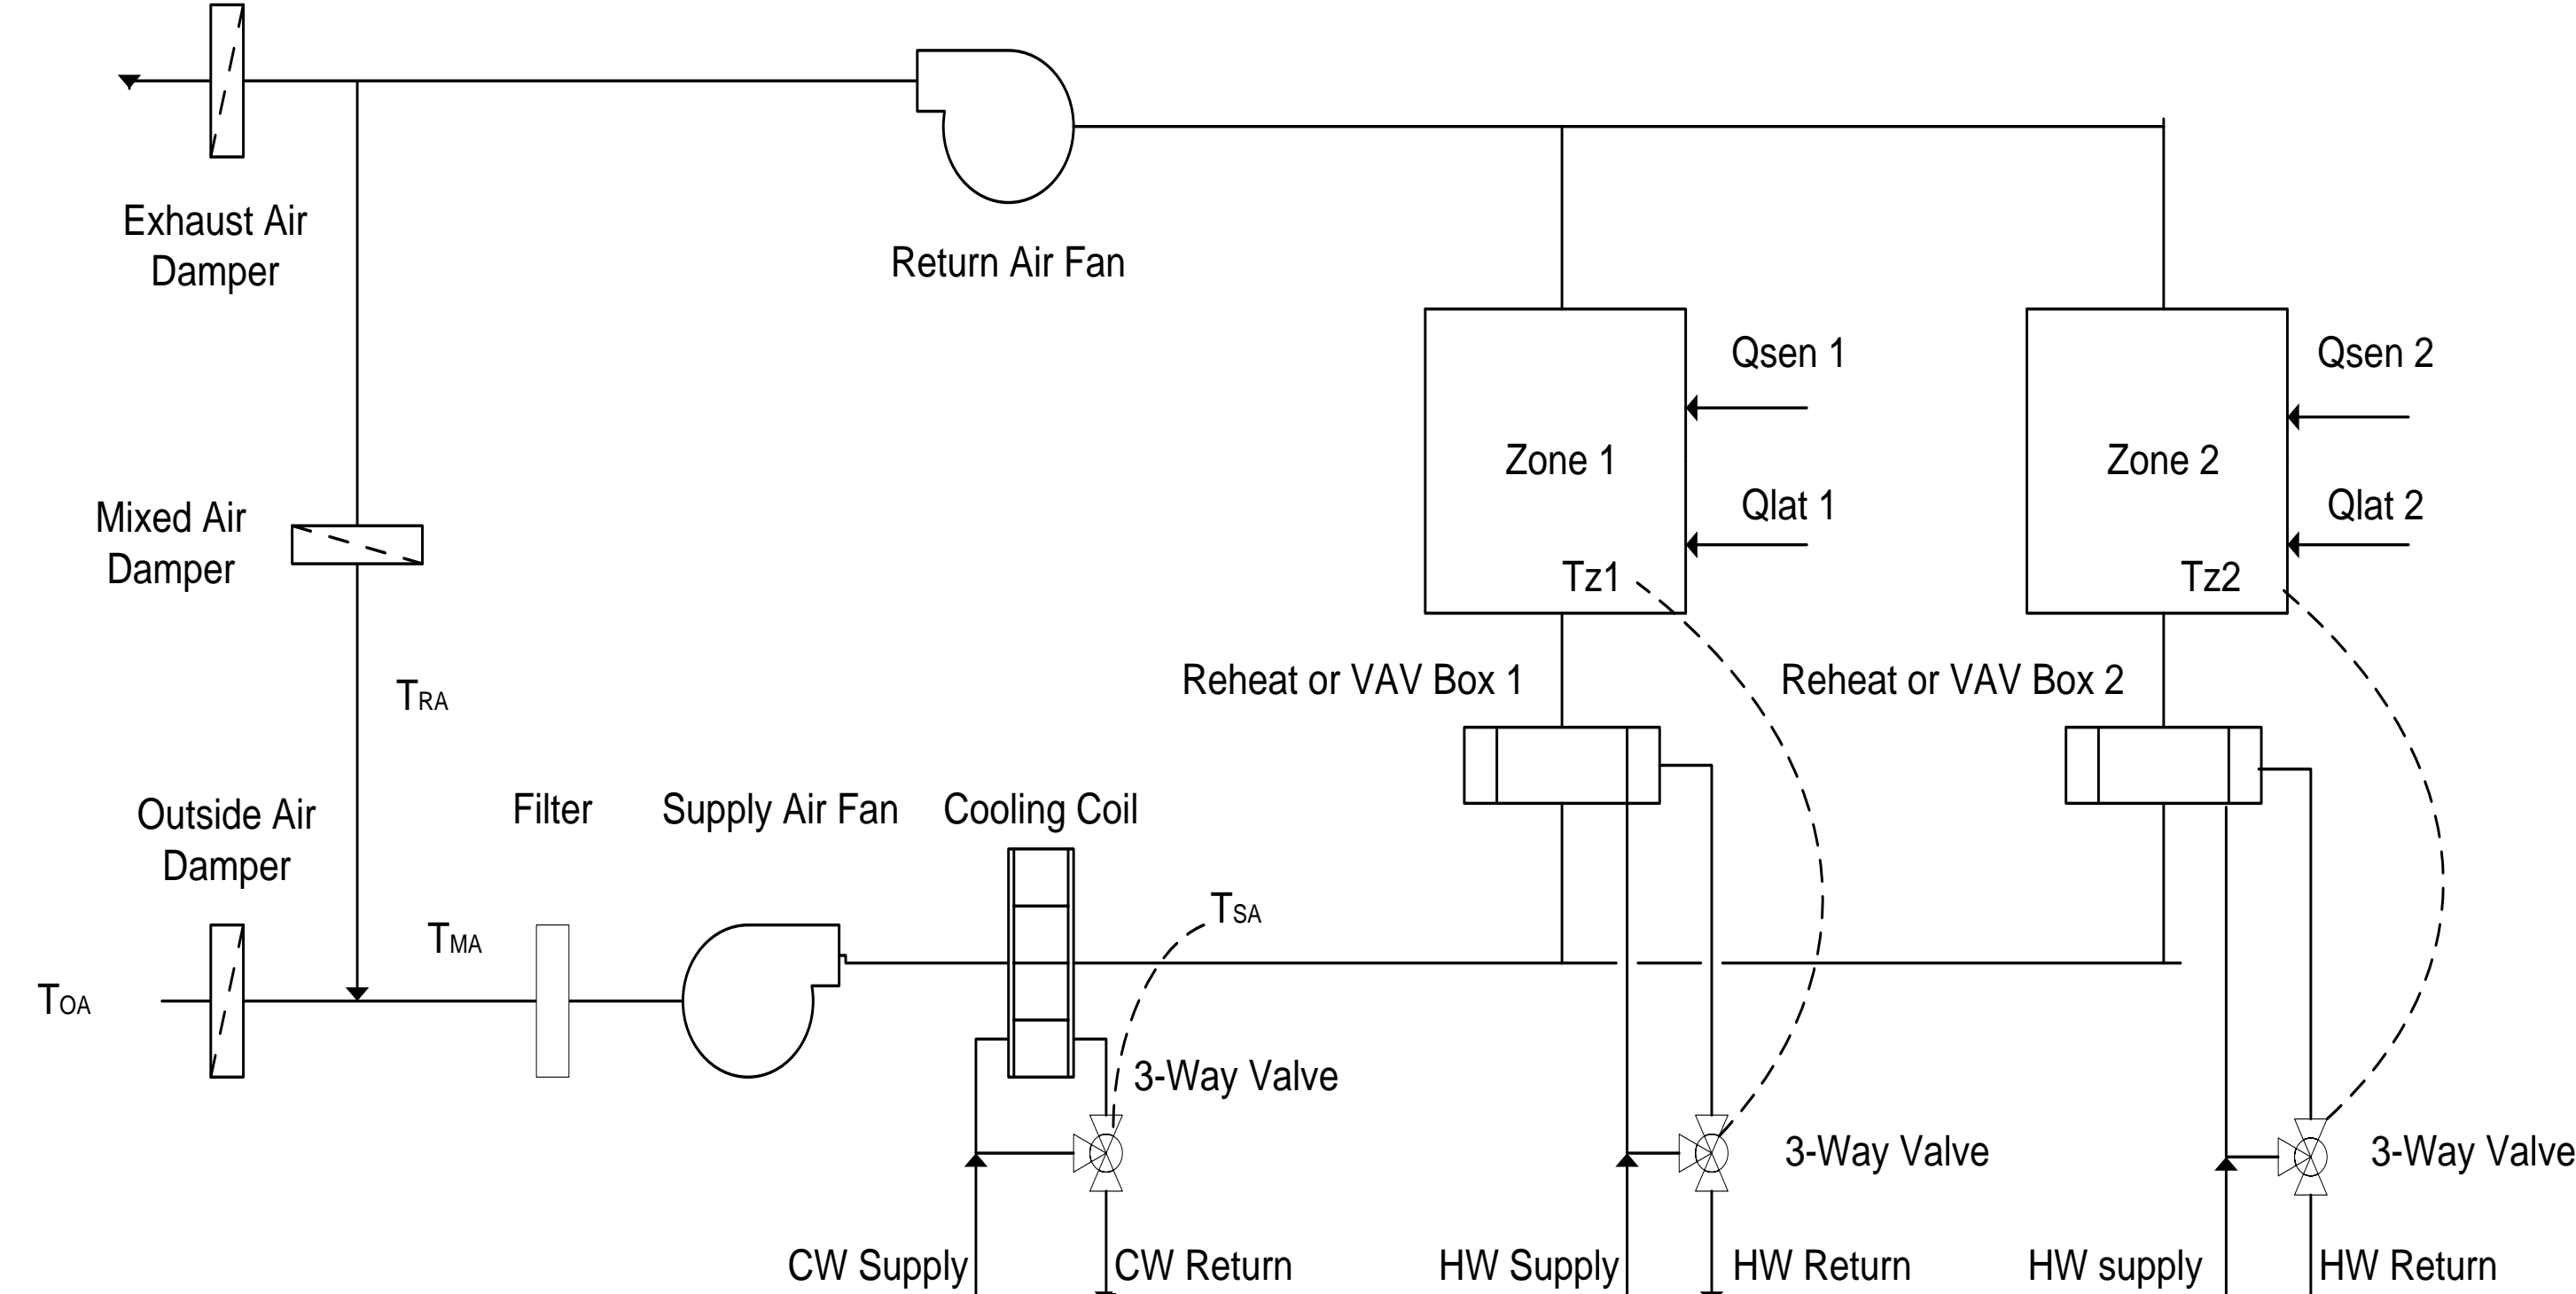 Exhaust Air
Damper
Return Air Fan
Qsen 1
Qsen 2
Zone 1
Zone 2
Qlat 1
Qlat 2
Mixed Air
Damper
Tz1
Tz2
TRA
Reheat or VAV Box 1
Reheat or VAV Box 2
Outside Air
Damper
Filter
Supply Air Fan
Cooling Coil
TSA
TMA
TOA
3-Way Valve
3-Way Valve
3-Way Valve
CW Supply
CW Return
HW Supply
HW Return
HW supply
HW Return